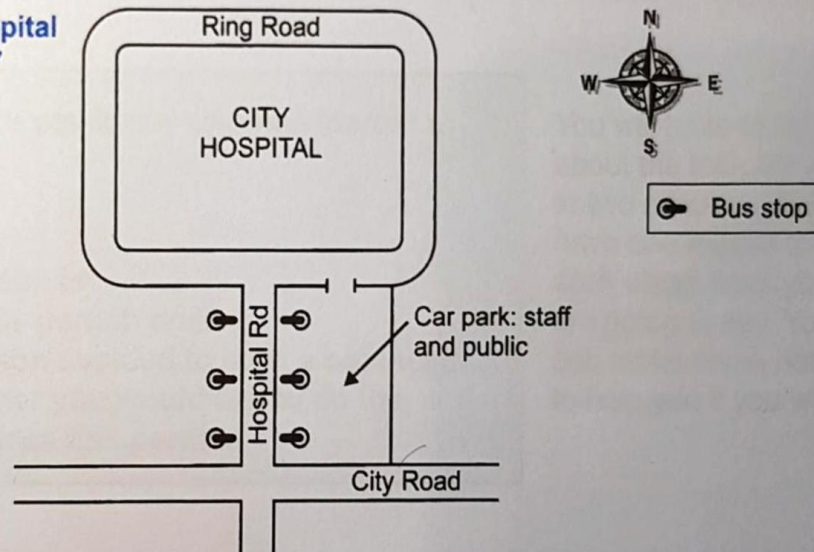 pital
Ring Road
N
W
E
S
CITY
HOSPITAL
Bus stop
Hospital Rd
Car park: staff
and public
City Road